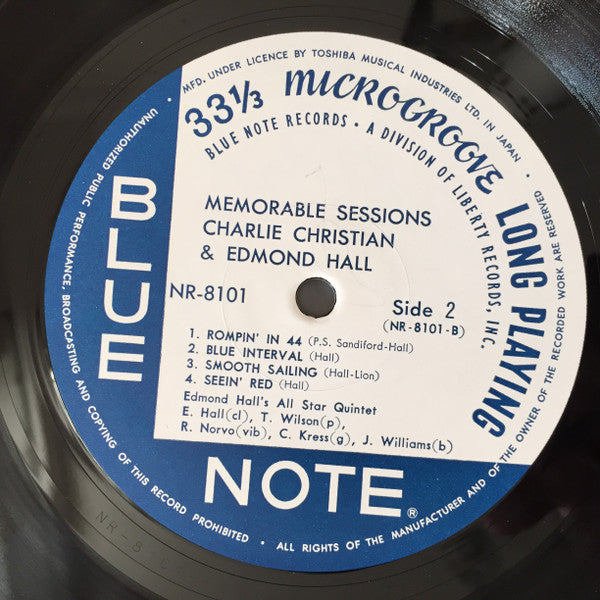 MFD. UNDER LICENCE BY TOSHIBA MUSICAL INDUSTRIES LTD. IN JAPAN •
33⅓ MICROGROOVE LONG PLAYING
BLUE NOTE RECORDS • A DIVISION OF LIBERTY RECORDS, INC.
MEMORABLE SESSIONS
CHARLIE CHRISTIAN
& EDMOND HALL
NR-8101
Side 2
(NR-8101-B)
1. ROMPIN' IN 44 (P.S. Sandiford-Hall)
2. BLUE INTERVAL (Hall)
3. SMOOTH SAILING (Hall-Lion)
4. SEEIN' RED (Hall)
Edmond Hall's All Star Quintet
E. Hall(cl), T. Wilson(p),
R. Norvo(vib), C. Kress(g), J. Williams(b)
BLUE
NOTE®
• UNAUTHORIZED PUBLIC PERFORMANCE, BROADCASTING AND COPYING OF THIS RECORD PROHIBITED • ALL RIGHTS OF THE MANUFACTURER AND OF THE OWNER OF THE RECORDED WORK ARE RESERVED •